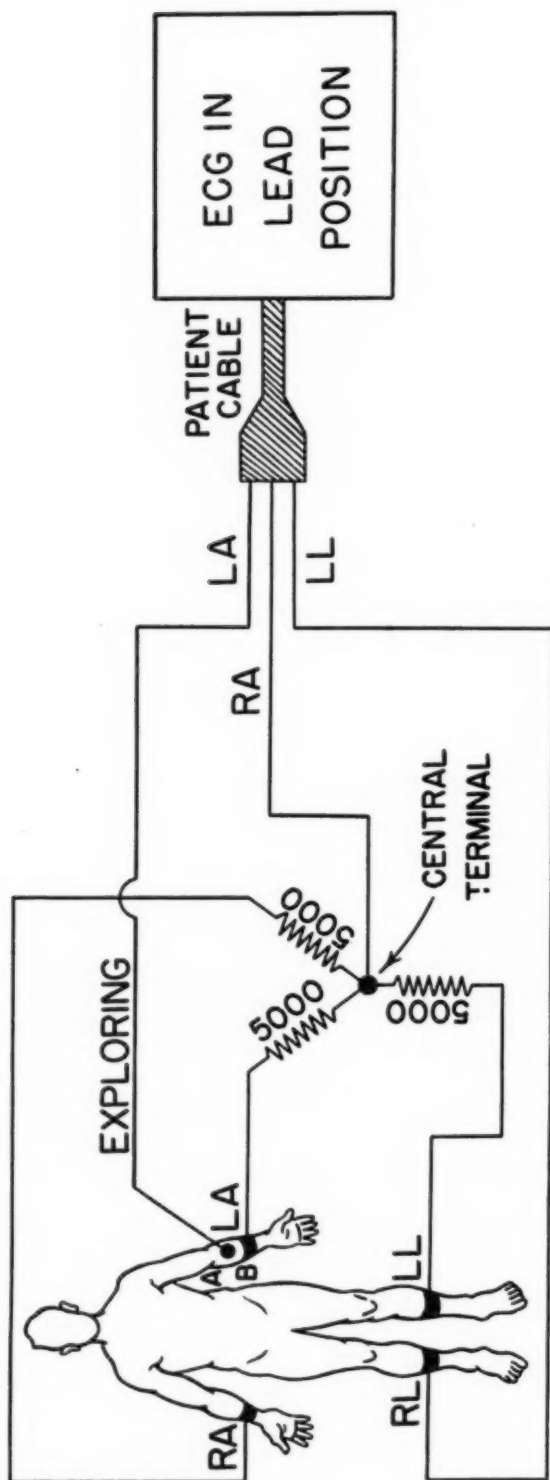 ECG IN
LEAD
POSITION
PATIENT
CABLE
LA
RA
LL
EXPLORING
5000
5000
5000
CENTRAL
TERMINAL
RA
A
B
LA
RL
LL